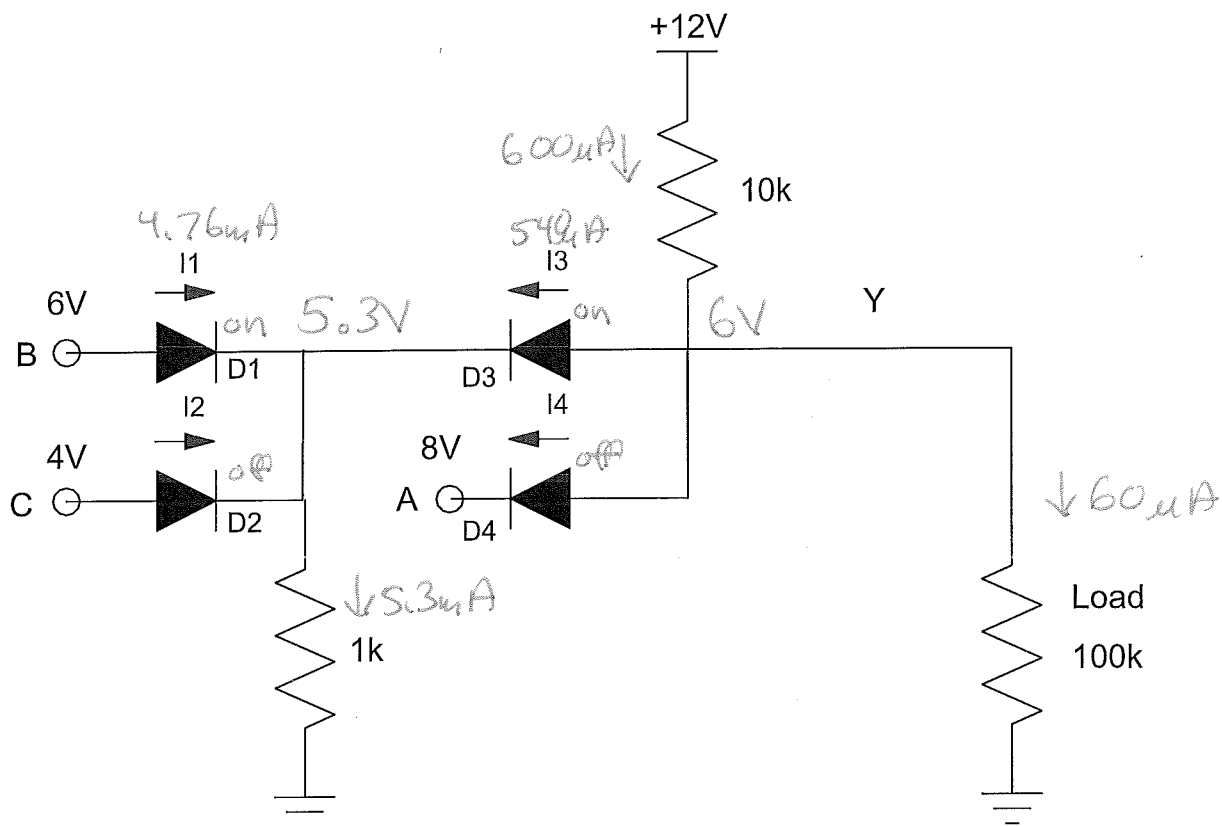 +12V
600μA↓
10k
4.76mA
I1
540μA
I3
6V
on
5.3V
on
6V
Y
B
D1
D3
I2
I4
4V
off
8V
off
C
D2
A
D4
↓60μA
↓5.3mA
1k
Load
100k